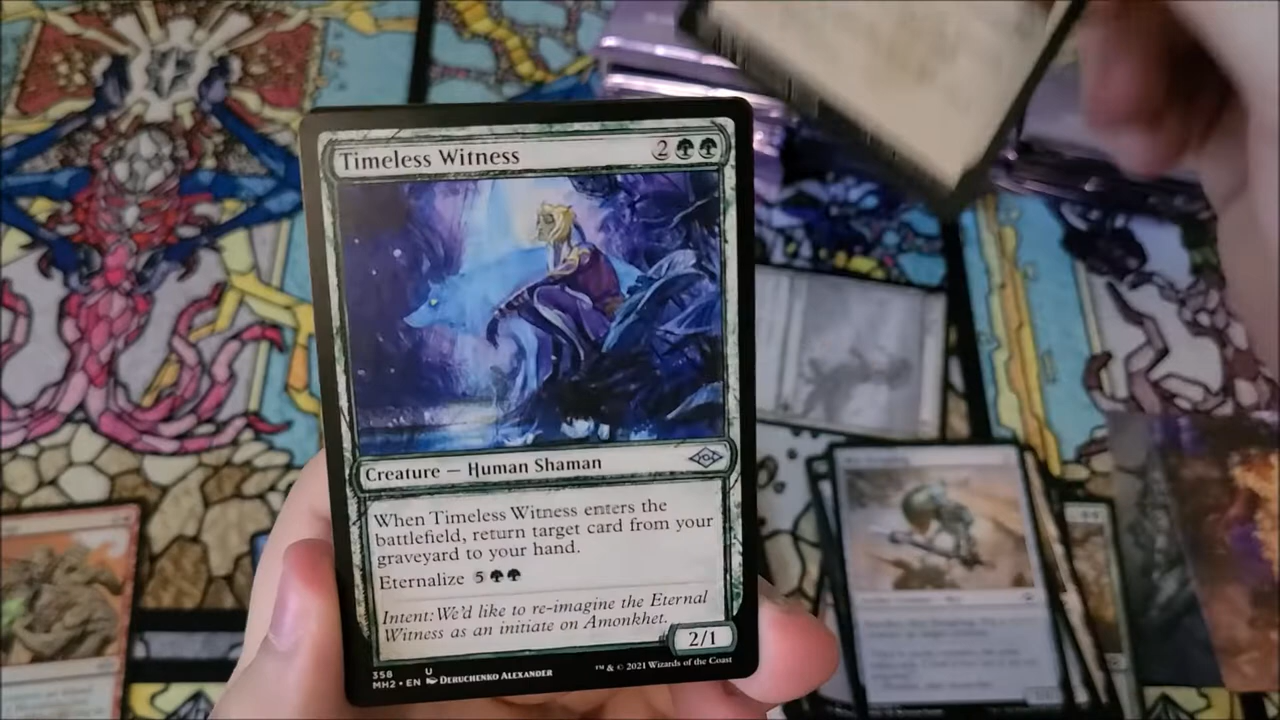 Timeless Witness 2
Creature — Human Shaman
When Timeless Witness enters the
battlefield, return target card from your
graveyard to your hand.
Eternalize 5
Intent: We'd like to re-imagine the Eternal
Witness as an initiate on Amonkhet.
2/1
358 U
MH2 • EN DERUCHENKO ALEXANDER
™ & © 2021 Wizards of the Coast